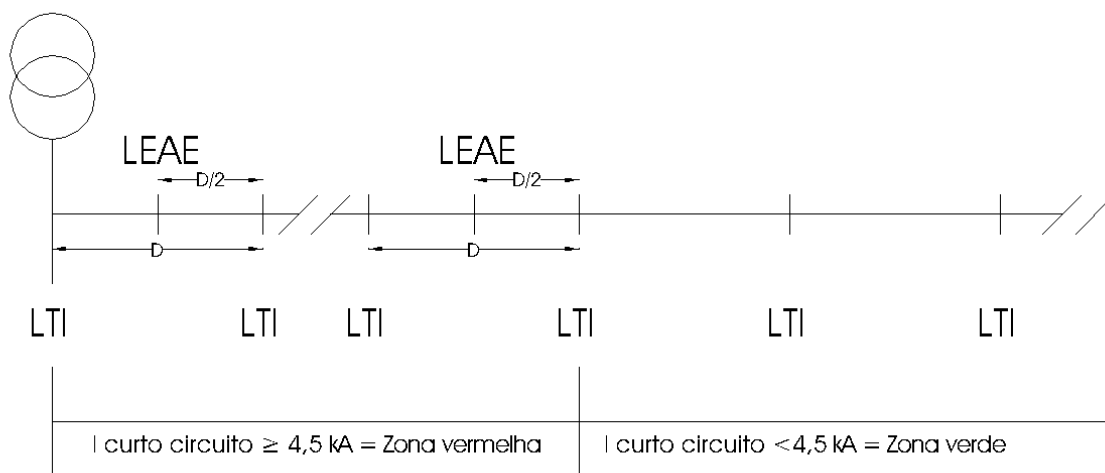 LEAE LEAE
D/2 D/2
D D
LTI LTI LTI LTI LTI LTI
I curto circuito ≥ 4,5 kA = Zona vermelha I curto circuito <4,5 kA = Zona verde